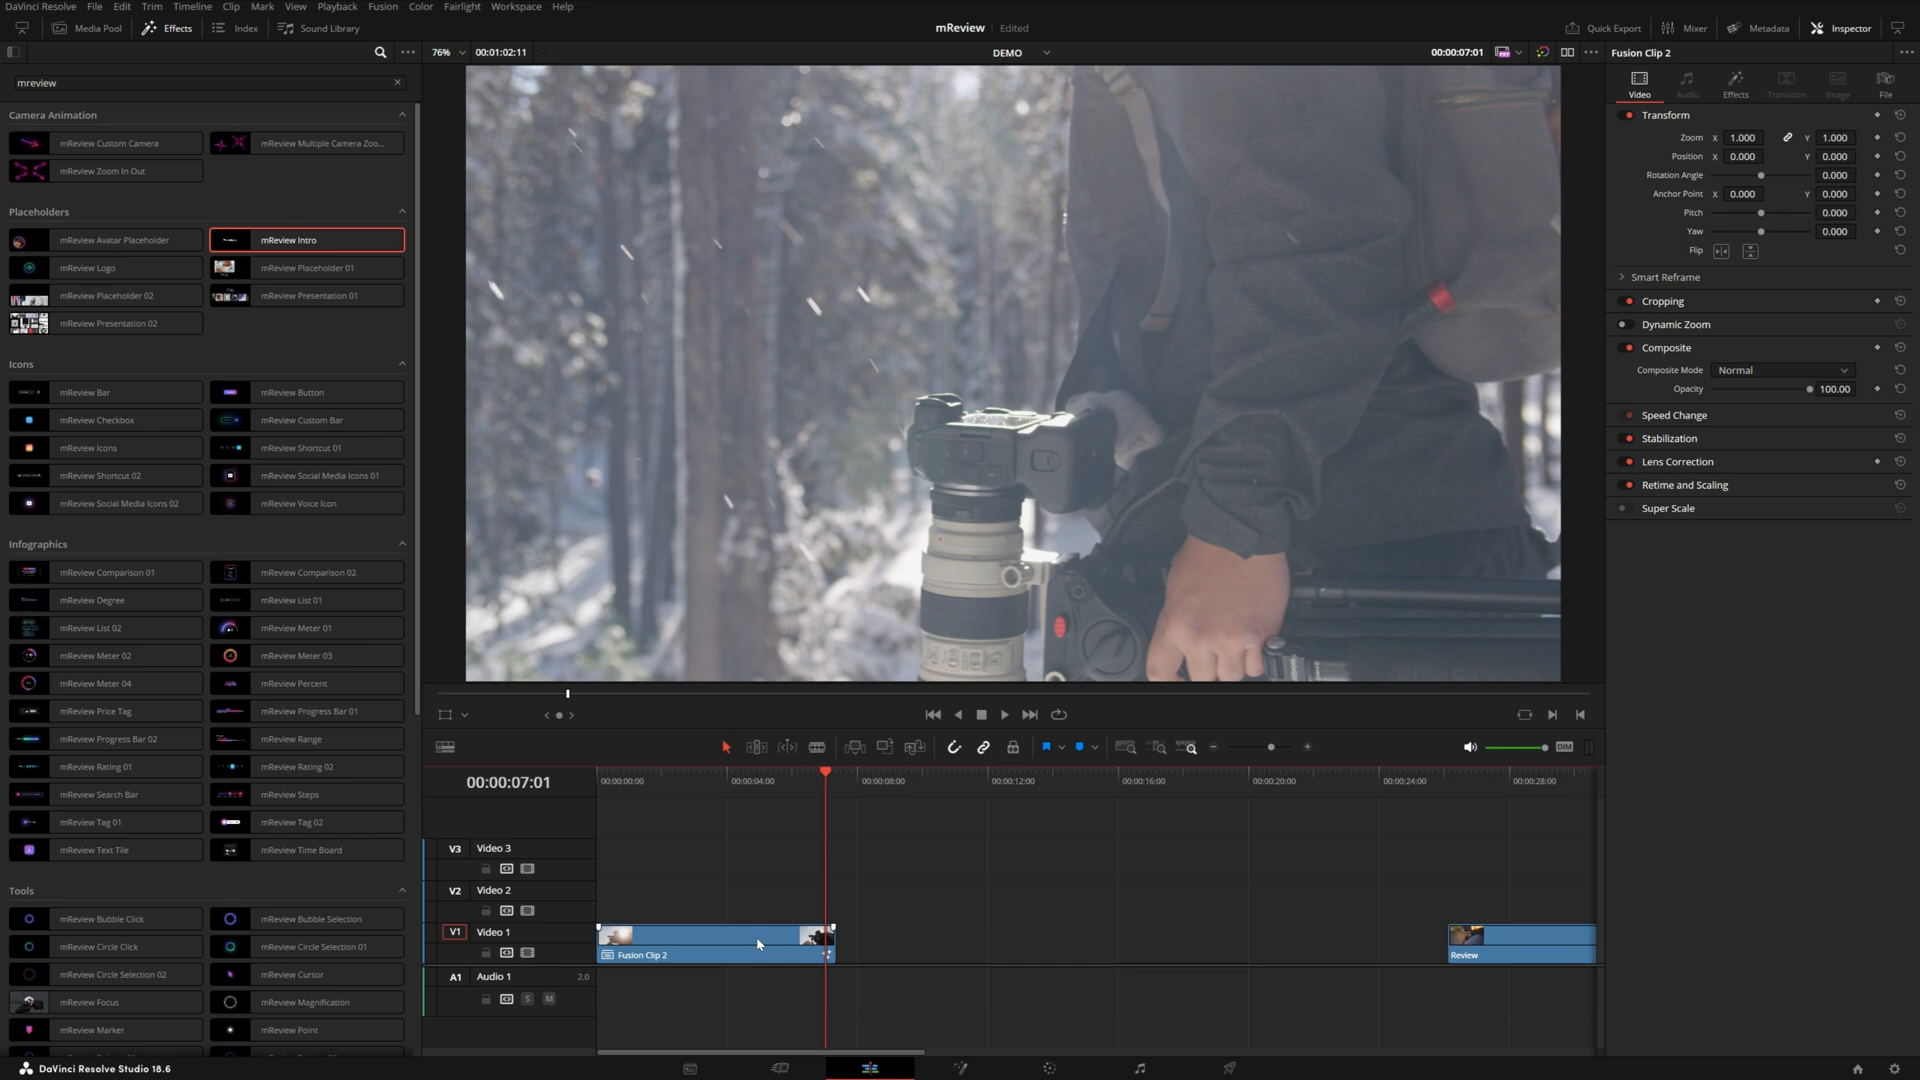 DaVinci Resolve File Edit Trim Timeline Clip Mark View Playback Fusion Color Fairlight Workspace Help
Media Pool Effects Index Sound Library mReview Edited Quick Export Mixer Metadata Inspector
76% 00:01:02:11 DEMO 00:00:07:01 Fusion Clip 2
mreview
Video Audio Effects Transition Image File
Camera Animation
mReview Custom Camera mReview Multiple Camera Zoo...
mReview Zoom In Out
Placeholders
mReview Avatar Placeholder mReview Intro
mReview Logo mReview Placeholder 01
mReview Placeholder 02 mReview Presentation 01
mReview Presentation 02
Icons
mReview Bar mReview Button
mReview Checkbox mReview Custom Bar
mReview Icons mReview Shortcut 01
mReview Shortcut 02 mReview Social Media Icons 01
mReview Social Media Icons 02 mReview Voice Icon
Infographics
mReview Comparison 01 mReview Comparison 02
mReview Degree mReview List 01
mReview List 02 mReview Meter 01
mReview Meter 02 mReview Meter 03
mReview Meter 04 mReview Percent
mReview Price Tag mReview Progress Bar 01
mReview Progress Bar 02 mReview Range
mReview Rating 01 mReview Rating 02
mReview Search Bar mReview Steps
mReview Tag 01 mReview Tag 02
mReview Text Tile mReview Time Board
Tools
mReview Bubble Click mReview Bubble Selection
mReview Circle Click mReview Circle Selection 01
mReview Circle Selection 02 mReview Cursor
mReview Focus mReview Magnification
mReview Marker mReview Point
Transform
Zoom X 1.000 Y 1.000
Position X 0.000 Y 0.000
Rotation Angle 0.000
Anchor Point X 0.000 Y 0.000
Pitch 0.000
Yaw 0.000
Flip
Smart Reframe
Cropping
Dynamic Zoom
Composite
Composite Mode Normal
Opacity 100.00
Speed Change
Stabilization
Lens Correction
Retime and Scaling
Super Scale
DIM
00:00:07:01 00:00:00:00 00:00:04:00 00:00:08:00 00:00:12:00 00:00:16:00 00:00:20:00 00:00:24:00 00:00:28:00
V3 Video 3
V2 Video 2
V1 Video 1
Fusion Clip 2 Review
A1 Audio 1 2.0
S M
DaVinci Resolve Studio 18.6